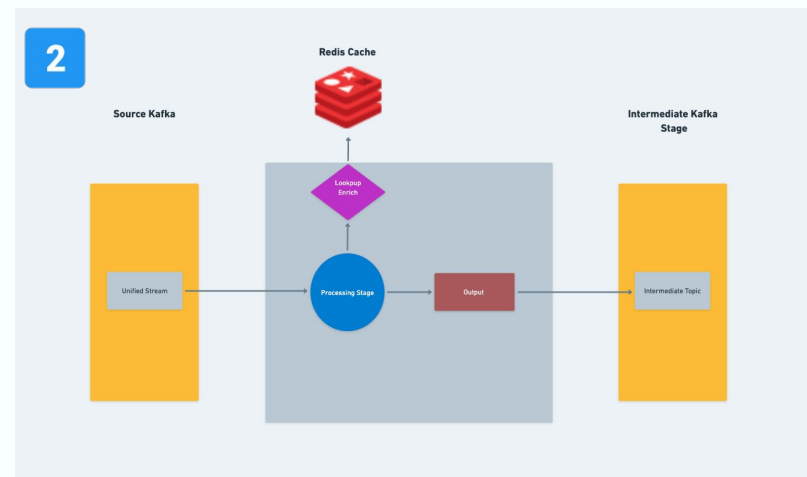 2
Redis Cache
Source Kafka
Intermediate Kafka
Stage
Lookpup
Enrich
Unified Stream
Processing Stage
Output
Intermediate Topic